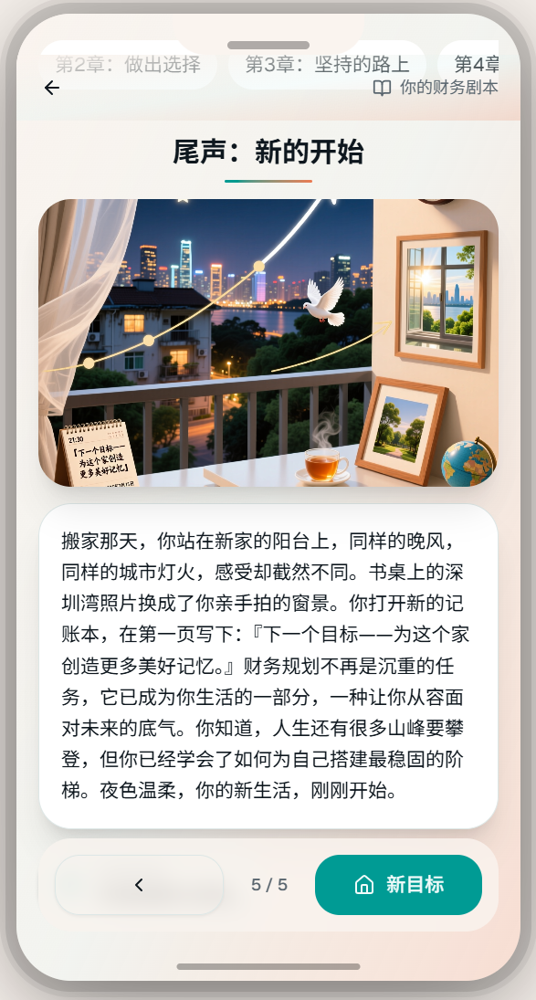 第2章：做出选择
第3章：坚持的路上
第4章
你的财务剧本
尾声：新的开始
21:30
『下一个目标——
为这个家创造
更多美好记忆』
搬家那天，你站在新家的阳台上，同样的晚风，
同样的城市灯火，感受却截然不同。书桌上的深
圳湾照片换成了你亲手拍的窗景。你打开新的记
账本，在第一页写下：『下一个目标——为这个家
创造更多美好记忆。』财务规划不再是沉重的任
务，它已成为你生活的一部分，一种让你从容面
对未来的底气。你知道，人生还有很多山峰要攀
登，但你已经学会了如何为自己搭建最稳固的阶
梯。夜色温柔，你的新生活，刚刚开始。
5 / 5
新目标